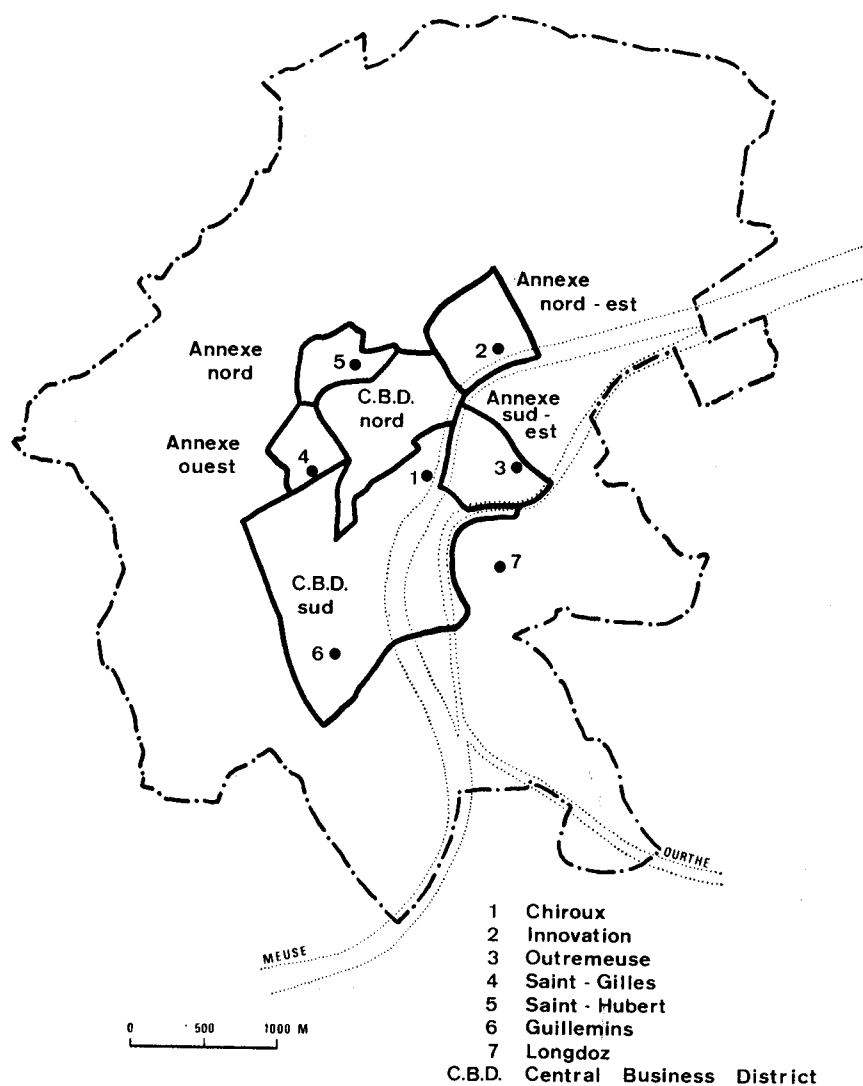 Annexe
nord - est
2
Annexe
nord
5
C.B.D.
nord
Annexe
sud -
est
Annexe
ouest
4
1
3
7
C.B.D.
sud
6
OURTHE
MEUSE
1 Chiroux
2 Innovation
3 Outremeuse
4 Saint - Gilles
5 Saint - Hubert
6 Guillemins
7 Longdoz
C.B.D. Central Business District
0 500 1000 M